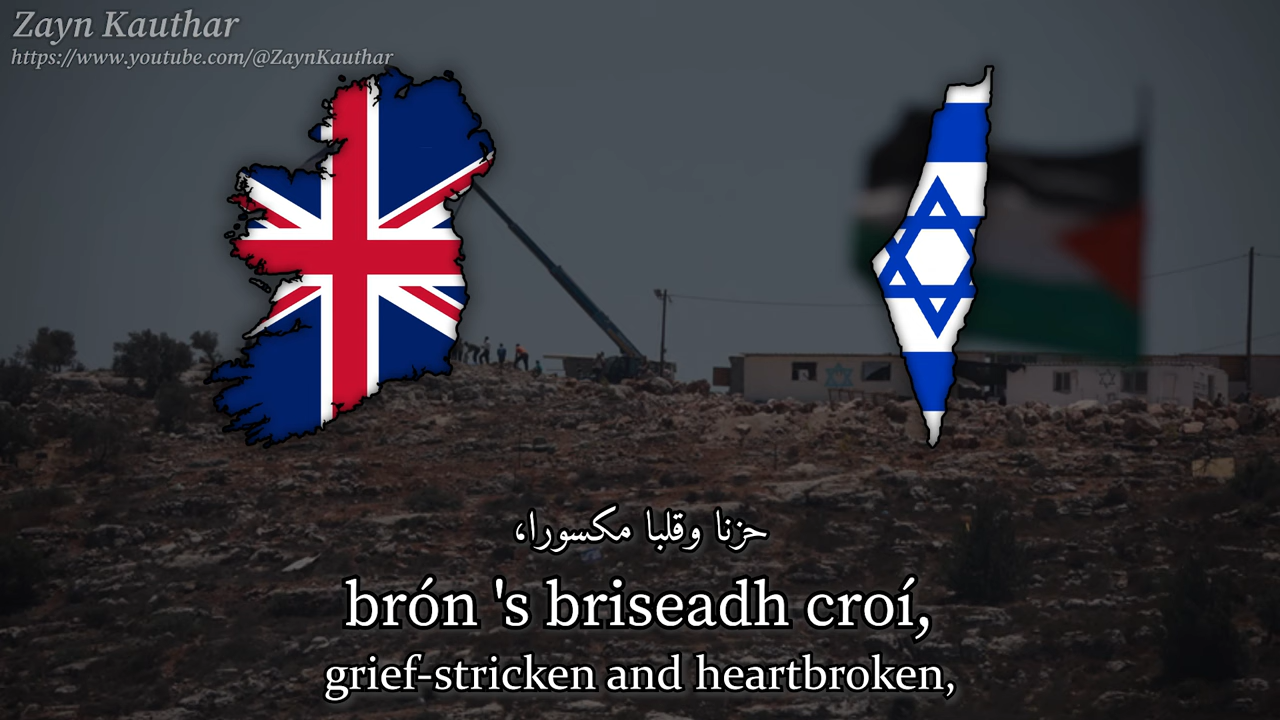 Zayn Kauthar
https://www.youtube.com/@ZaynKauthar
حزنا وقلبا مكسورا،
brón 's briseadh croí,
grief-stricken and heartbroken,